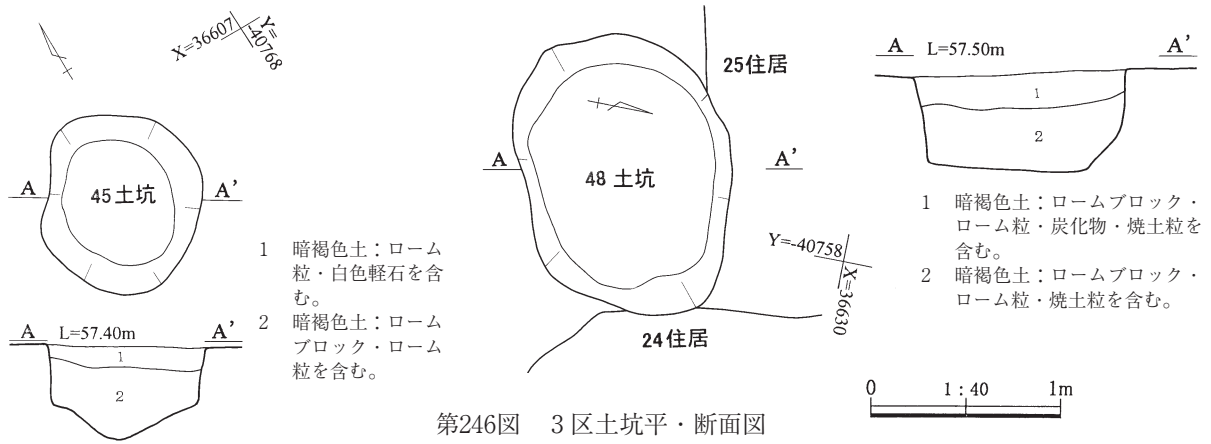 X=36607
Y=
-40768
A
45土坑
A'
1 暗褐色土：ローム
粒・白色軽石を含
む。
2 暗褐色土：ローム
ブロック・ローム
粒を含む。
A L=57.40m A'
1
2
25住居
A
48土坑
A'
Y=-40758
X=36630
24住居
A L=57.50m A'
1
2
1 暗褐色土：ロームブロック・
ローム粒・炭化物・焼土粒を
含む。
2 暗褐色土：ロームブロック・
ローム粒・焼土粒を含む。
0 1：40 1m
第246図 3区土坑平・断面図